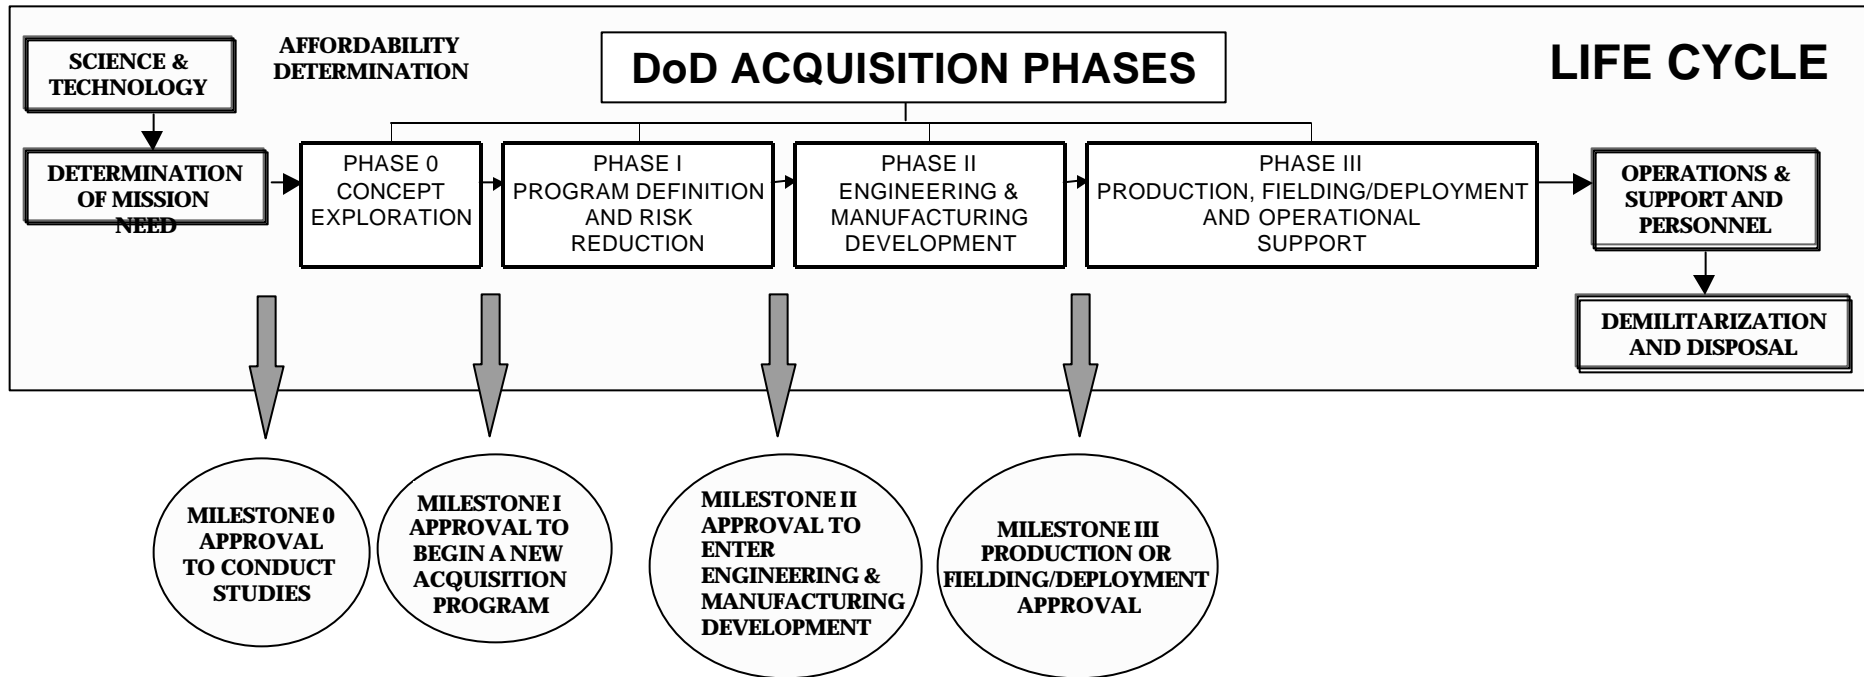 SCIENCE &
TECHNOLOGY
AFFORDABILITY
DETERMINATION
DoD ACQUISITION PHASES
LIFE CYCLE
DETERMINATION
OF MISSION
NEED
PHASE 0
CONCEPT
EXPLORATION
PHASE I
PROGRAM DEFINITION
AND RISK
REDUCTION
PHASE II
ENGINEERING &
MANUFACTURING
DEVELOPMENT
PHASE III
PRODUCTION, FIELDING/DEPLOYMENT
AND OPERATIONAL
SUPPORT
OPERATIONS &
SUPPORT AND
PERSONNEL
DEMILITARIZATION
AND DISPOSAL
MILESTONE 0
APPROVAL
TO CONDUCT
STUDIES
MILESTONE I
APPROVAL TO
BEGIN A NEW
ACQUISITION
PROGRAM
MILESTONE II
APPROVAL TO
ENTER
ENGINEERING &
MANUFACTURING
DEVELOPMENT
MILESTONE III
PRODUCTION OR
FIELDING/DEPLOYMENT
APPROVAL